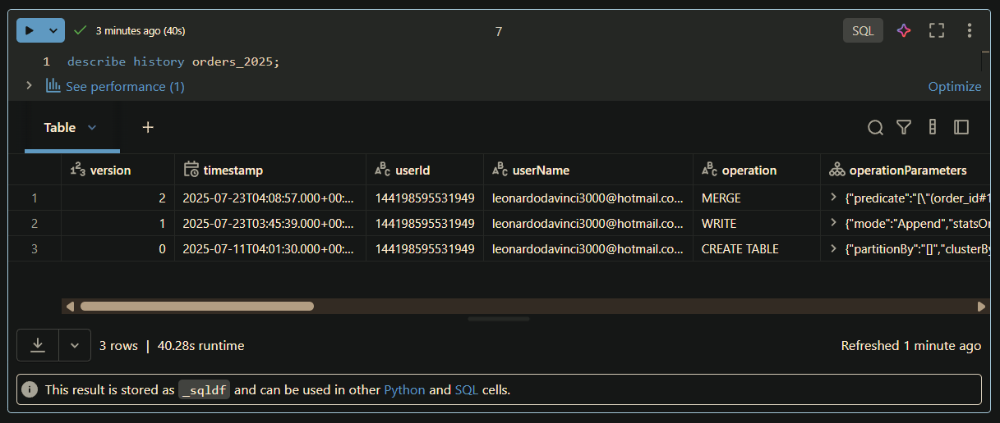 3 minutes ago (40s)
7
SQL
1 describe history orders_2025;
See performance (1)
Optimize
Table
version timestamp userId userName operation operationParameters
1 2 2025-07-23T04:08:57.000+00:... 144198595531949 leonardodavinci3000@hotmail.co... MERGE {"predicate":"[\"(order_id#1
2 1 2025-07-23T03:45:39.000+00:... 144198595531949 leonardodavinci3000@hotmail.co... WRITE {"mode":"Append","statsOn
3 0 2025-07-11T04:01:30.000+00:... 144198595531949 leonardodavinci3000@hotmail.co... CREATE TABLE {"partitionBy":"[]","clusterBy
3 rows | 40.28s runtime
Refreshed 1 minute ago
This result is stored as _sqldf and can be used in other Python and SQL cells.